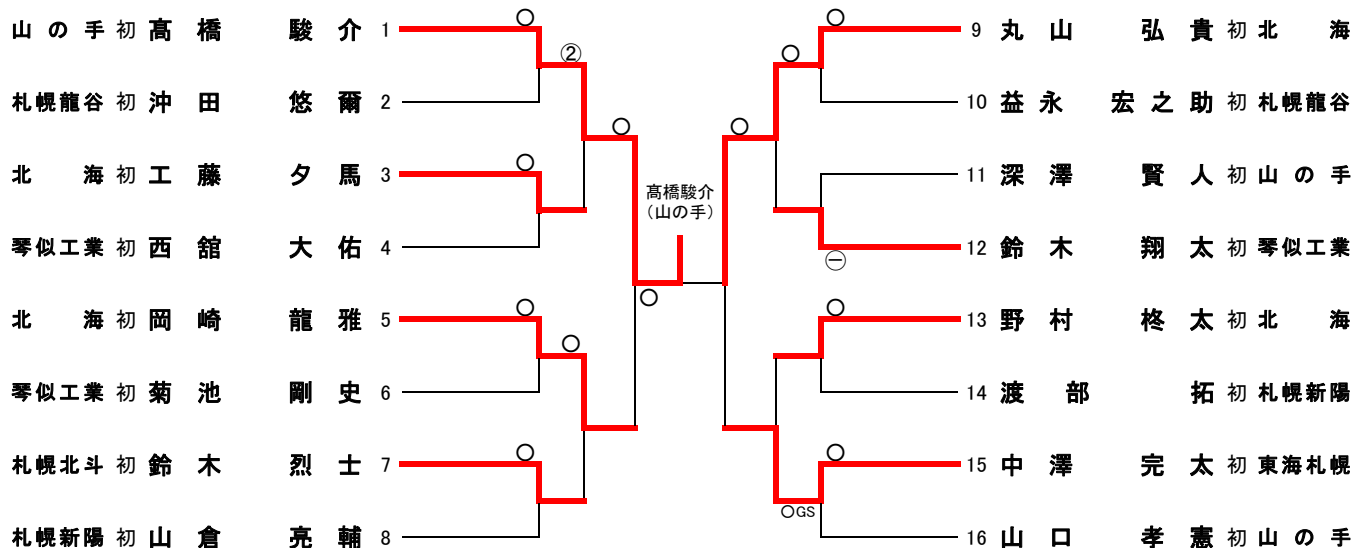 山の手 初 髙橋 駿介 1
札幌龍谷 初 沖田 悠爾 2
北海 初 工藤 夕馬 3
琴似工業 初 西舘 大佑 4
北海 初 岡崎 龍雅 5
琴似工業 初 菊池 剛史 6
札幌北斗 初 鈴木 烈士 7
札幌新陽 初 山倉 亮輔 8
②
髙橋駿介
（山の手）
9 丸山 弘貴 初 北海
10 益永 宏之助 初 札幌龍谷
11 深澤 賢人 初 山の手
12 鈴木 翔太 初 琴似工業
㊀
13 野村 柊太 初 北海
14 渡部 拓 初 札幌新陽
15 中澤 完太 初 東海札幌
○GS
16 山口 孝憲 初 山の手